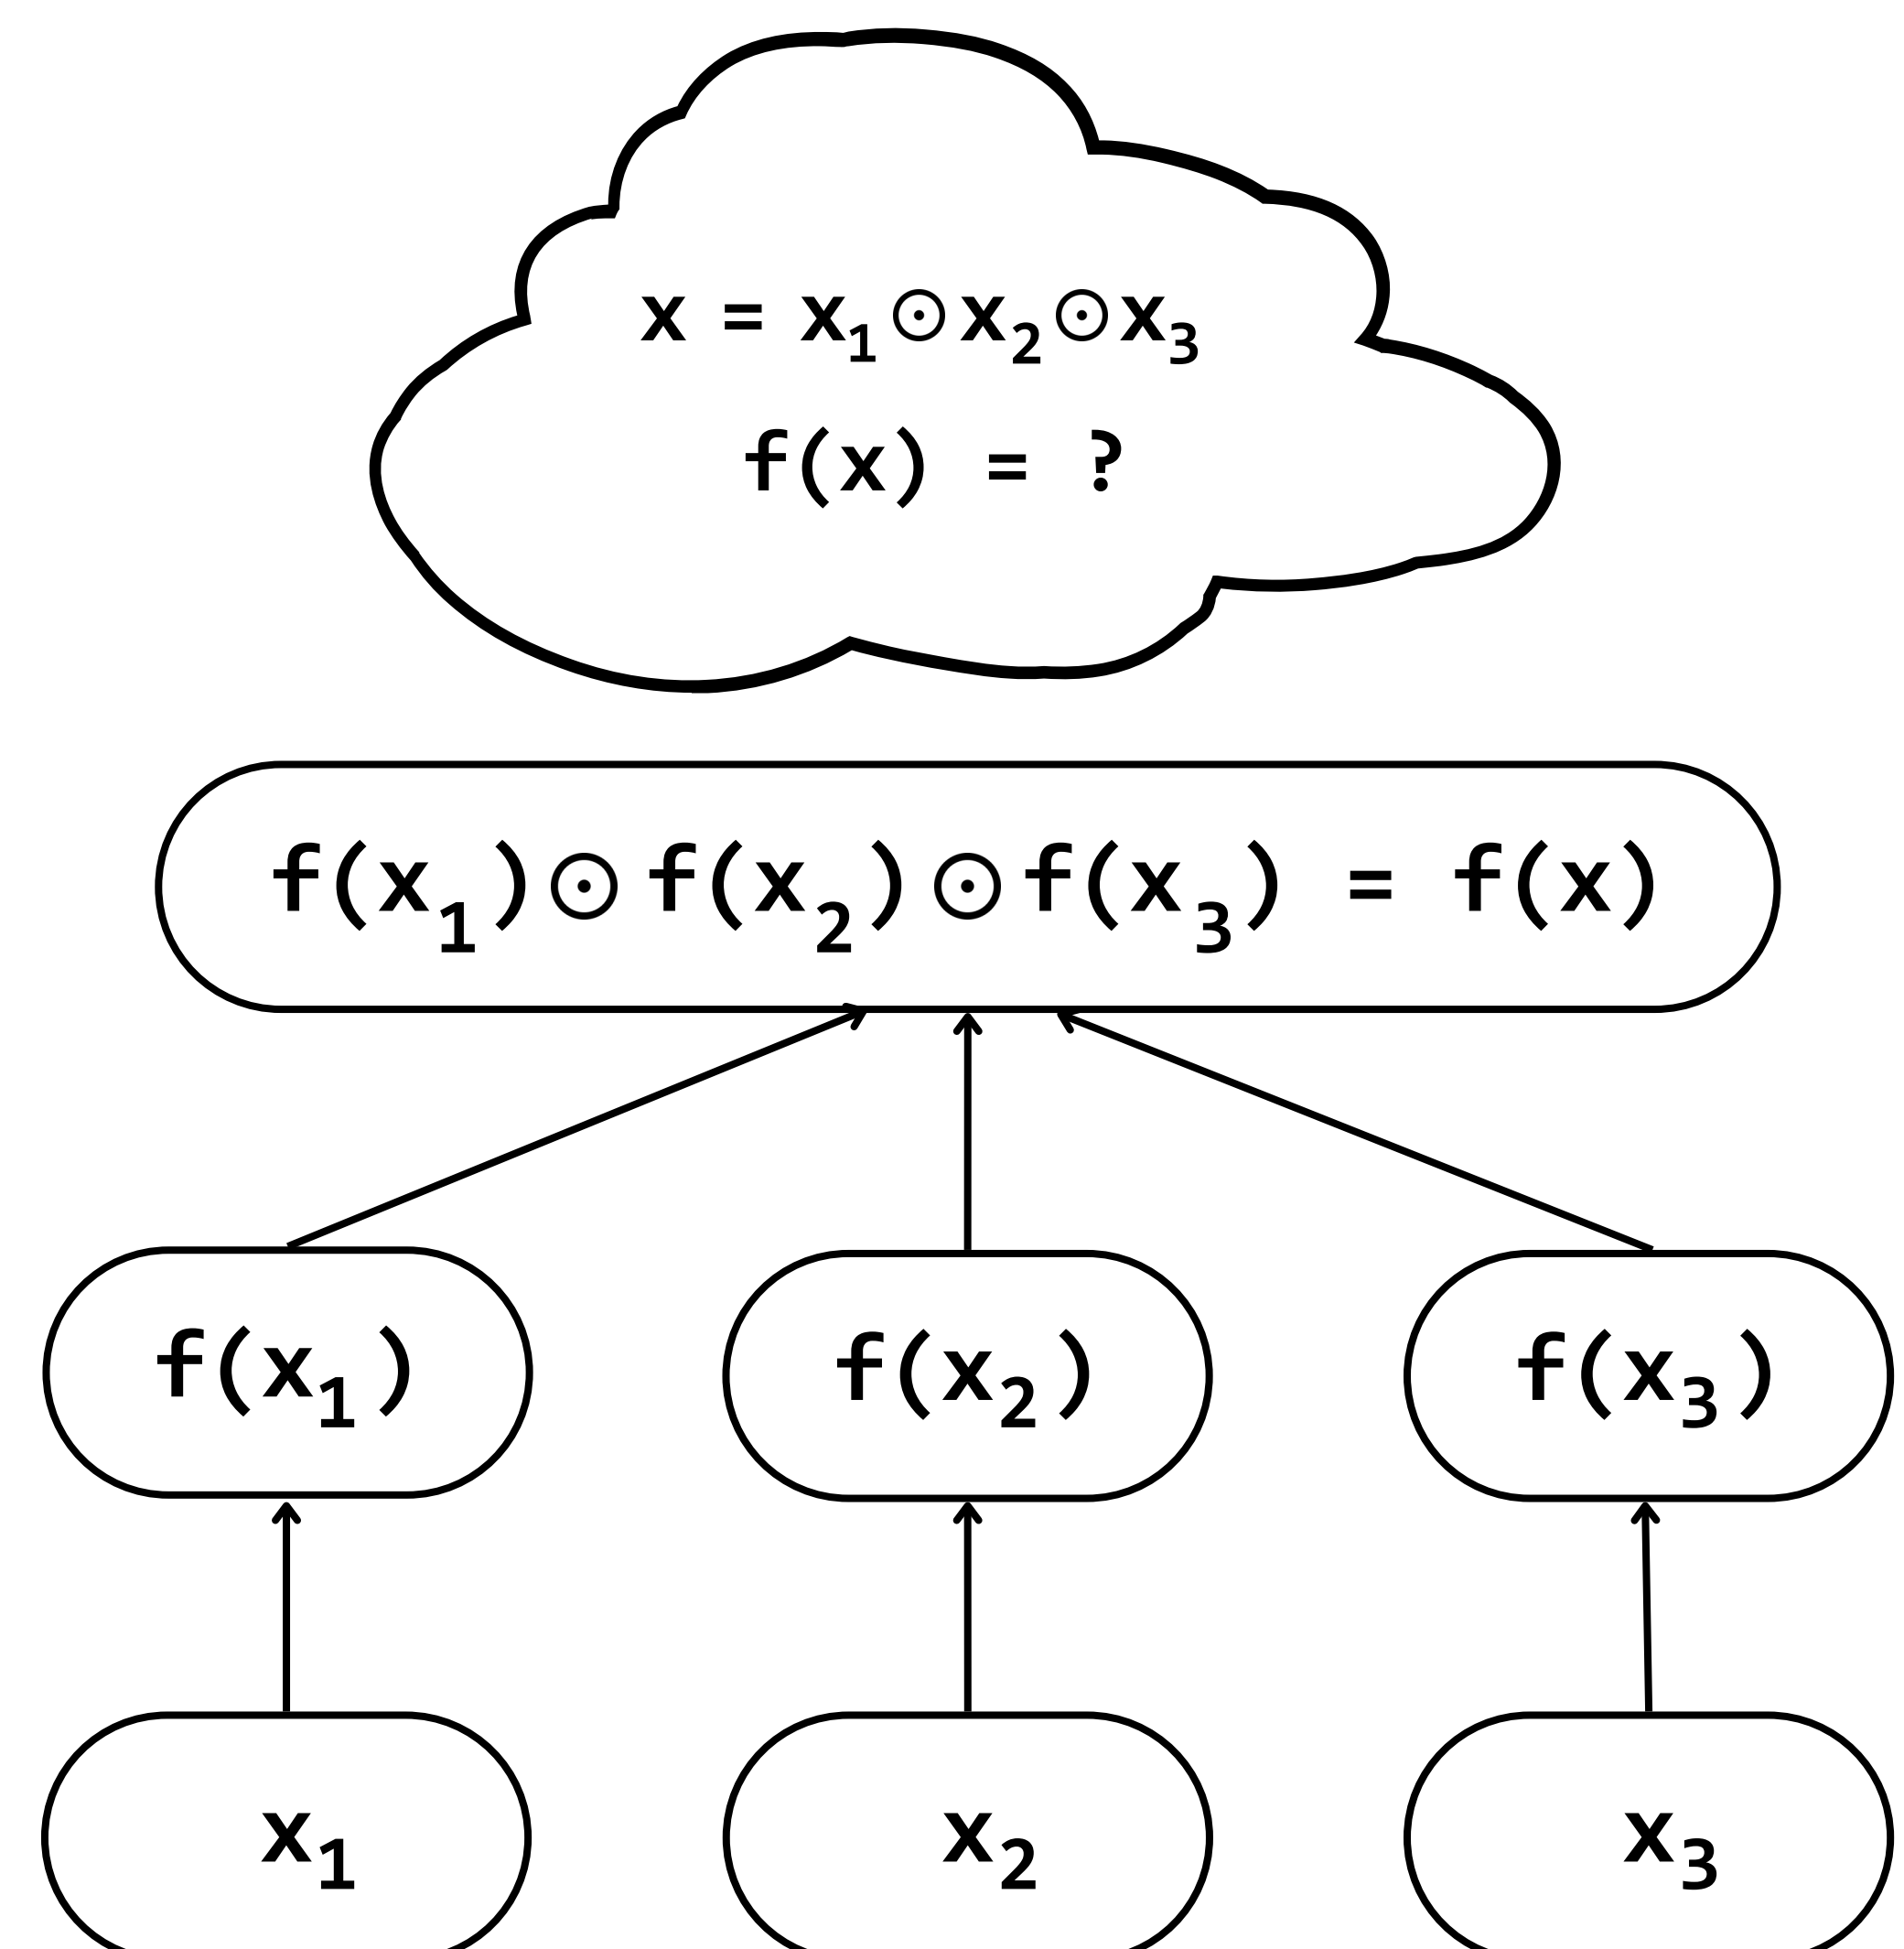 x = x₁⊙x₂⊙x₃
f(x) = ?
f(x₁)⊙f(x₂)⊙f(x₃) = f(x)
f(x₁)
f(x₂)
f(x₃)
x₁
x₂
x₃